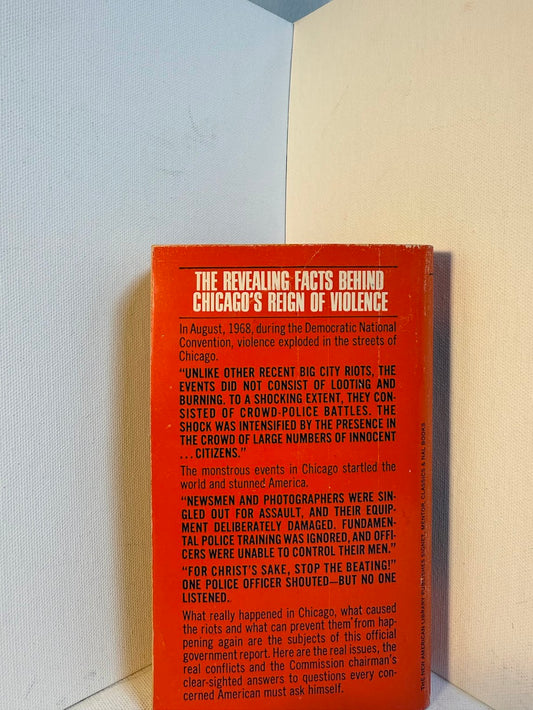 THE REVEALING FACTS BEHIND
CHICAGO'S REIGN OF VIOLENCE
In August, 1968, during the Democratic National
Convention, violence exploded in the streets of
Chicago.
"UNLIKE OTHER RECENT BIG CITY RIOTS, THE
EVENTS DID NOT CONSIST OF LOOTING AND
BURNING. TO A SHOCKING EXTENT, THEY CON-
SISTED OF CROWD-POLICE BATTLES. THE
SHOCK WAS INTENSIFIED BY THE PRESENCE IN
THE CROWD OF LARGE NUMBERS OF INNOCENT
. . . CITIZENS."
The monstrous events in Chicago startled the
world and stunned America.
"NEWSMEN AND PHOTOGRAPHERS WERE SIN-
GLED OUT FOR ASSAULT, AND THEIR EQUIP-
MENT DELIBERATELY DAMAGED. FUNDAMEN-
TAL POLICE TRAINING WAS IGNORED, AND OFFI-
CERS WERE UNABLE TO CONTROL THEIR MEN."
"FOR CHRIST'S SAKE, STOP THE BEATING!"
ONE POLICE OFFICER SHOUTED—BUT NO ONE
LISTENED.
What really happened in Chicago, what caused
the riots and what can prevent them from hap-
pening again are the subjects of this official
government report. Here are the real issues, the
real conflicts and the Commission chairman's
clear-sighted answers to questions every con-
cerned American must ask himself.
THE NEW AMERICAN LIBRARY PUBLISHES SIGNET, MENTOR, CLASSICS & NAL BOOKS